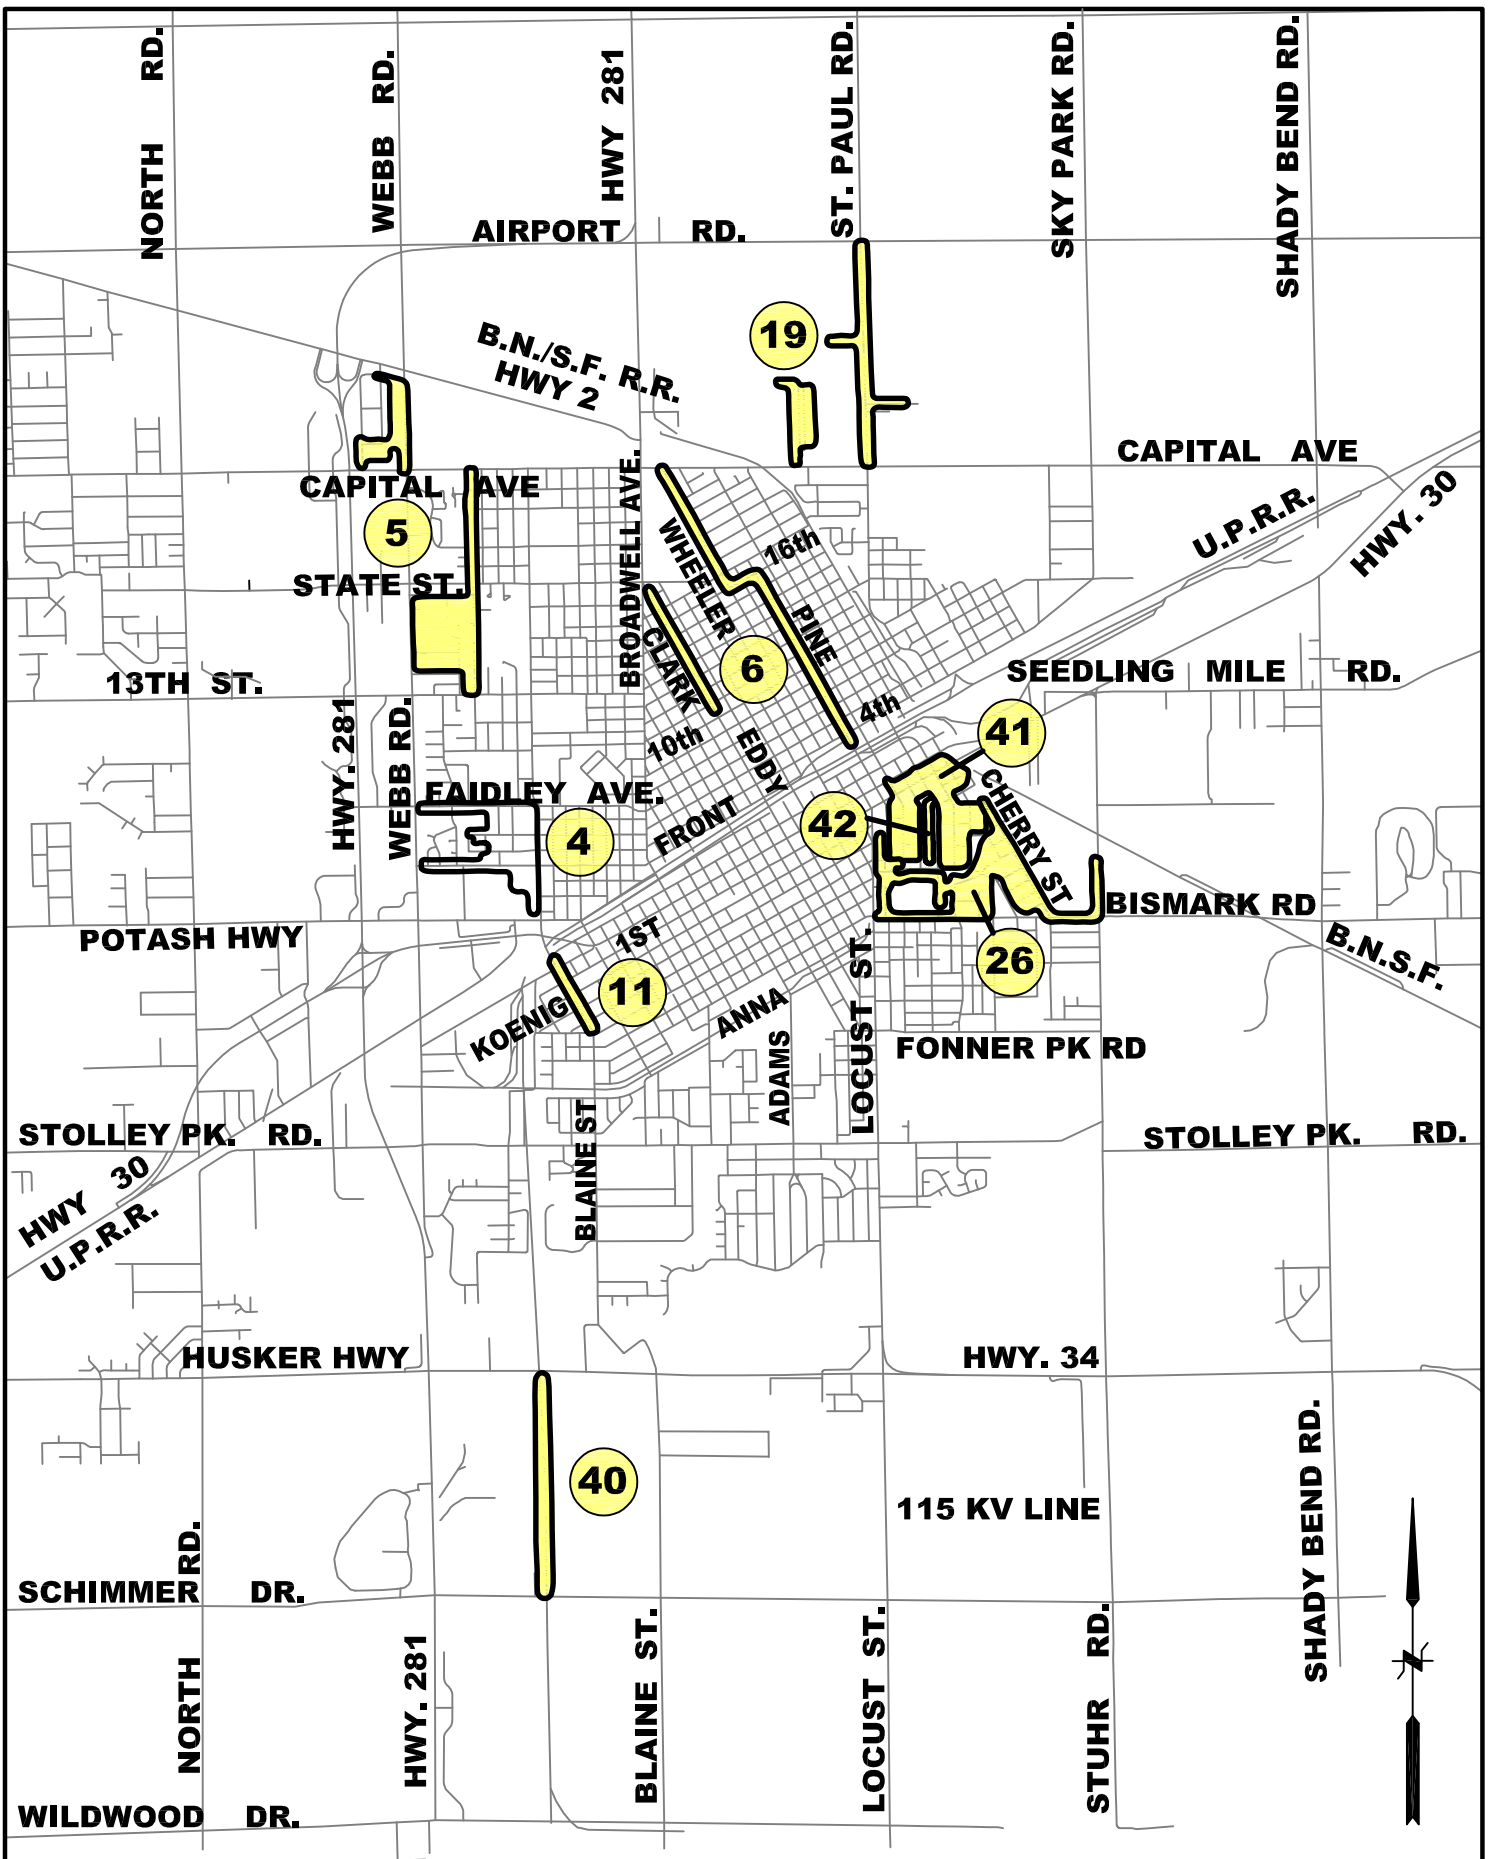 NORTH RD.
WEBB RD.
HWY 281
ST. PAUL RD.
SKY PARK RD.
SHADY BEND RD.
AIRPORT RD.
B.N./S.F. R.R.
HWY 2
19
CAPITAL AVE
CAPITAL AVE
5
STATE ST.
BROADWELL AVE.
WHEELER
16th
PINE
CLARK
6
U.P.R.R.
HWY. 30
13TH ST.
SEEDLING MILE RD.
HWY. 281
WEBB RD.
10th
EDDY
4th
41
FAIDLEY AVE.
FRONT
42
CHERRY ST
4
BISMARK RD
POTASH HWY
1ST
26
B.N.S.F.
11
KOENIG
ANNA
ADAMS
LOCUST ST.
FONNER PK RD
STOLLEY PK. RD.
BLAINE ST
STOLLEY PK. RD.
HWY 30
U.P.R.R.
HUSKER HWY
HWY. 34
40
115 KV LINE
SHADY BEND RD.
NORTH RD.
SCHIMMER DR.
HWY. 281
BLAINE ST.
LOCUST ST.
STUHR RD.
WILDWOOD DR.